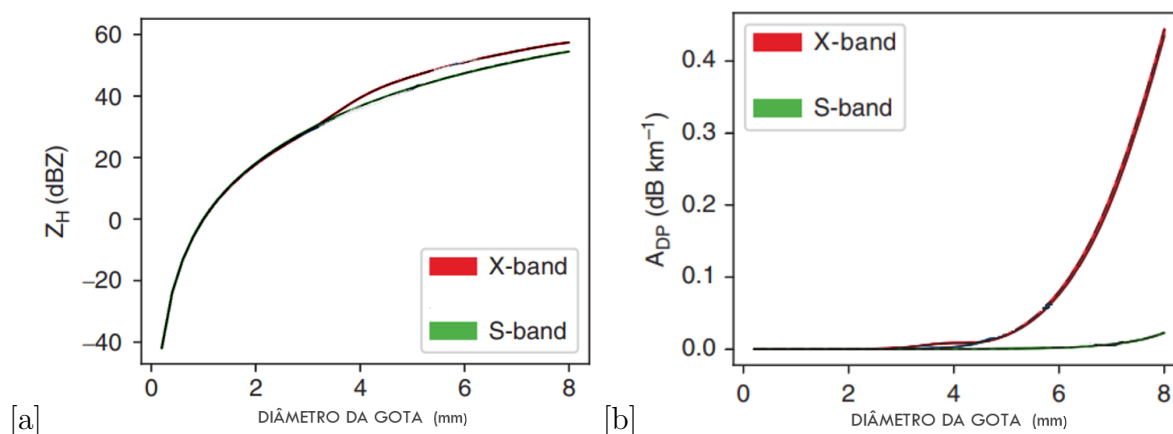 60
40
20
0
−20
−40
Z_H (dBZ)
X-band
S-band
0 2 4 6 8
DIÂMETRO DA GOTA (mm)
[a]
0.4
0.3
0.2
0.1
0.0
A_DP (dB km⁻¹)
X-band
S-band
0 2 4 6 8
DIÂMETRO DA GOTA (mm)
[b]